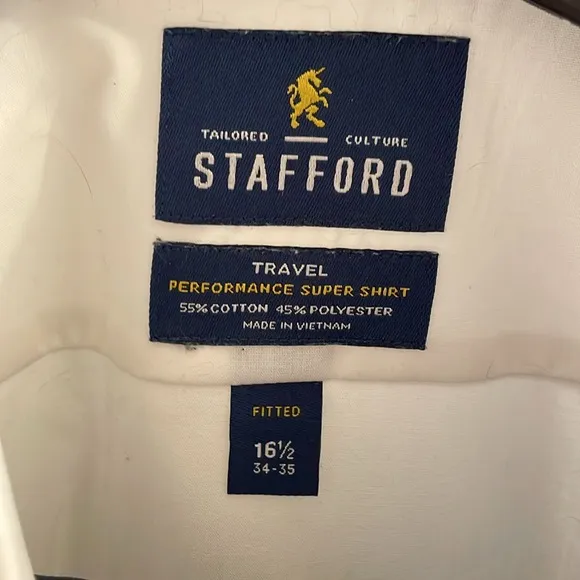 TAILORED CULTURE
STAFFORD
TRAVEL
PERFORMANCE SUPER SHIRT
55% COTTON 45% POLYESTER
MADE IN VIETNAM
FITTED
16½
34-35